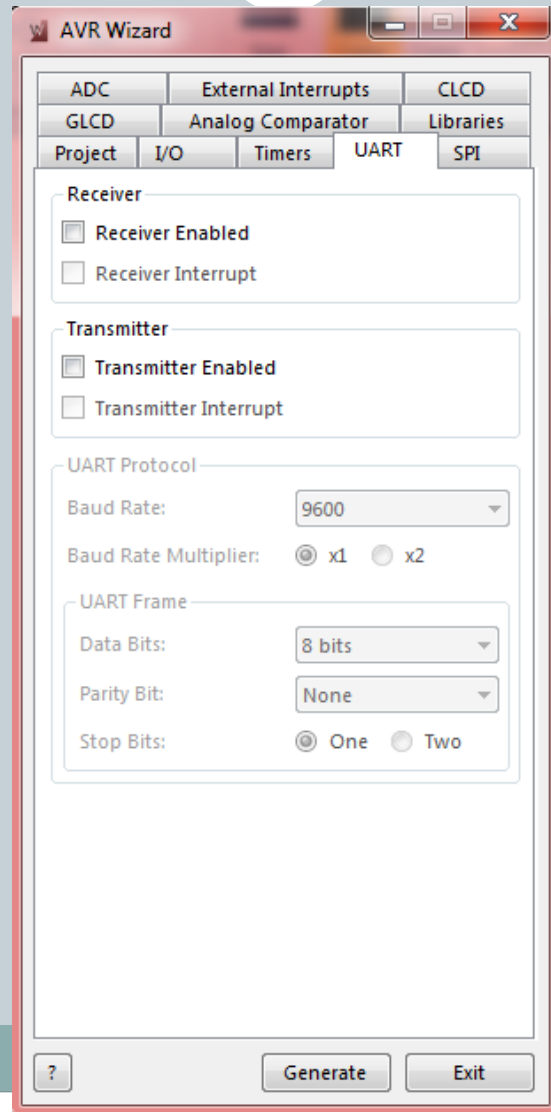 AVR Wizard
ADC External Interrupts CLCD
GLCD Analog Comparator Libraries
Project I/O Timers UART SPI
Receiver
Receiver Enabled
Receiver Interrupt
Transmitter
Transmitter Enabled
Transmitter Interrupt
UART Protocol
Baud Rate: 9600
Baud Rate Multiplier: x1 x2
UART Frame
Data Bits: 8 bits
Parity Bit: None
Stop Bits: One Two
? Generate Exit